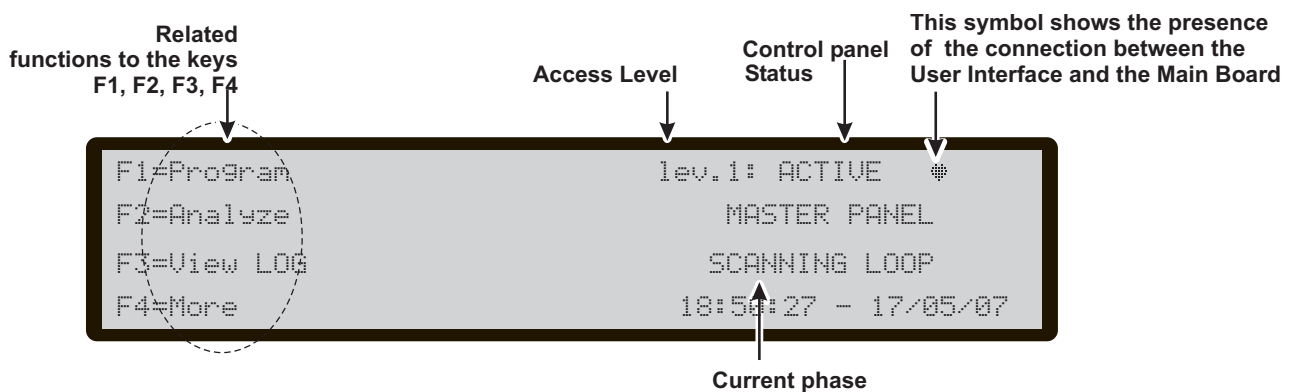 Related
functions to the keys
F1, F2, F3, F4
Access Level
Control panel
Status
This symbol shows the presence
of the connection between the
User Interface and the Main Board
F1=Program
lev.1: ACTIVE
F2=Analyze
MASTER PANEL
F3=View LOG
SCANNING LOOP
F4=More
18:50:27 - 17/05/07
Current phase